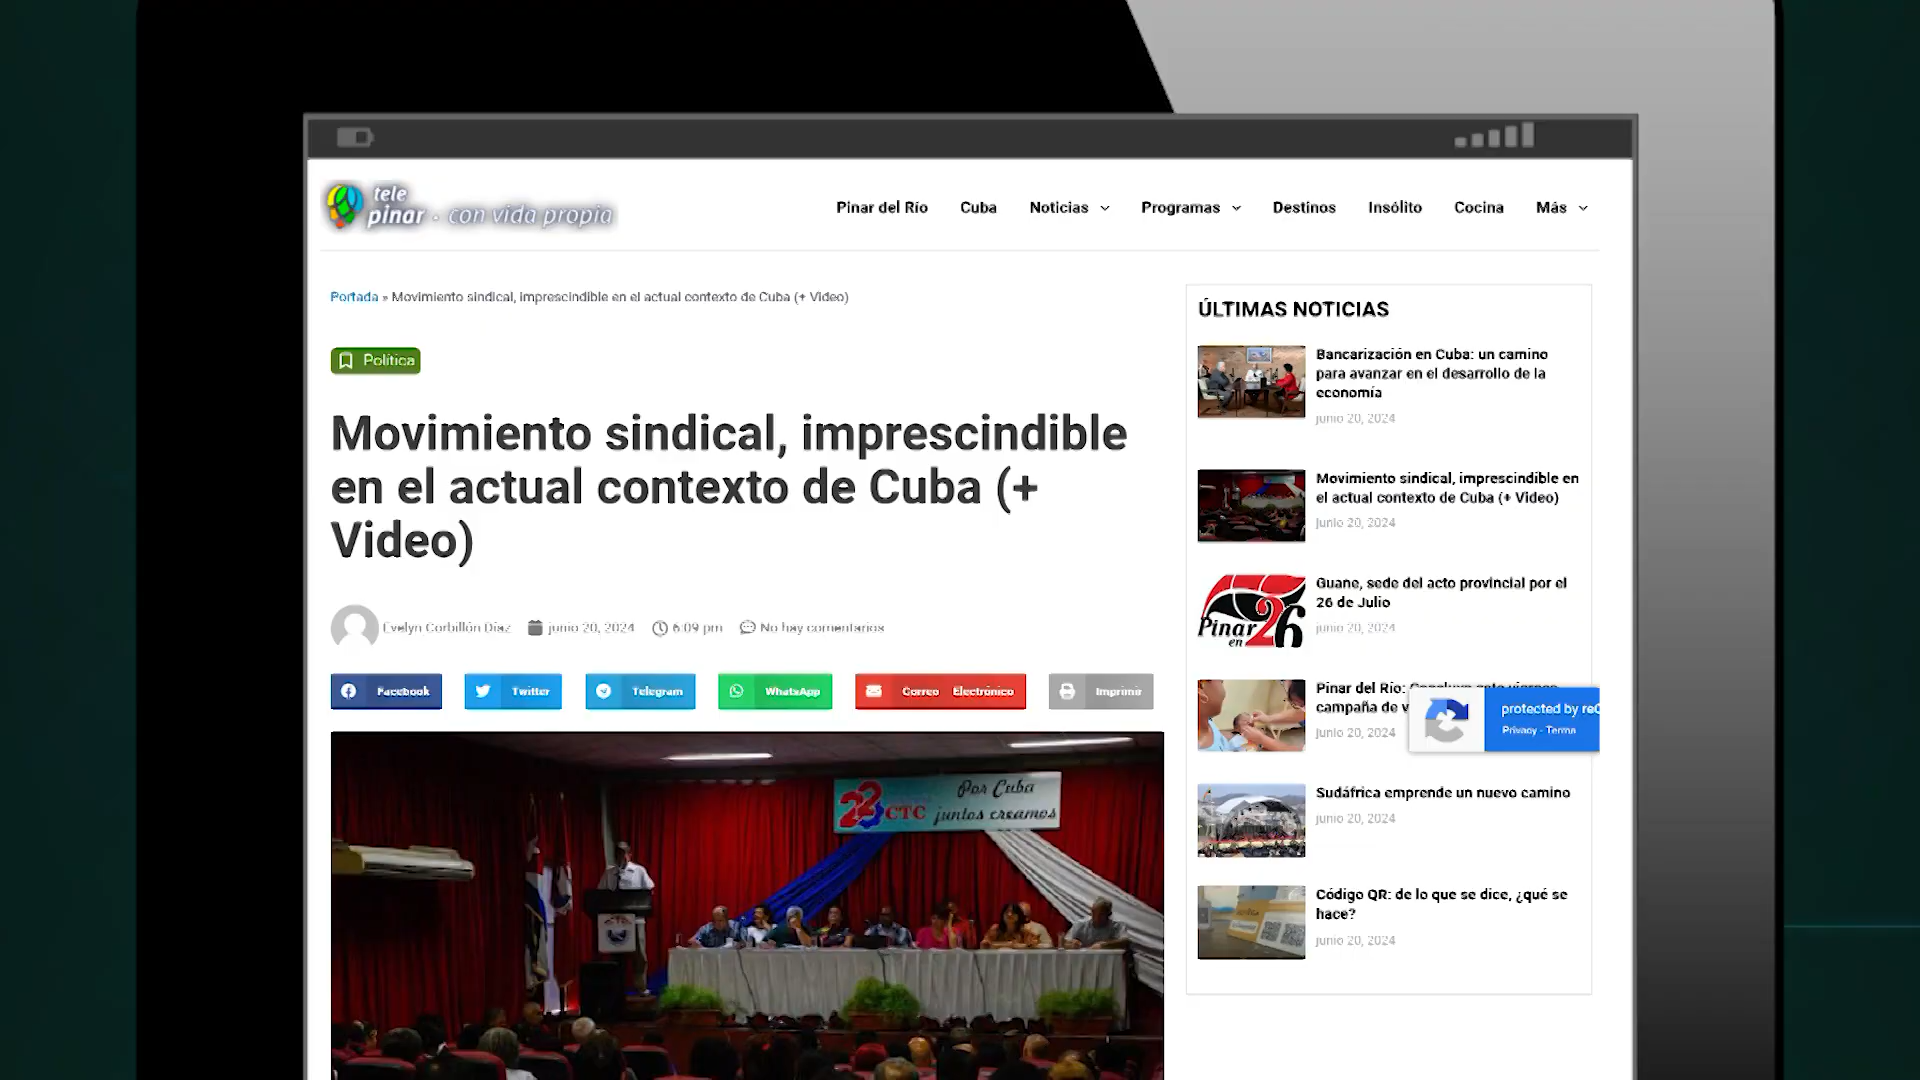 tele
pinar • con vida propia
Pinar del Río
Cuba
Noticias
Programas
Destinos
Insólito
Cocina
Más
Portada » Movimiento sindical, imprescindible en el actual contexto de Cuba (+ Video)
Política
Movimiento sindical, imprescindible
en el actual contexto de Cuba (+
Video)
Evelyn Corbillón Díaz
junio 20, 2024
6:09 pm
No hay comentarios
Facebook
Twitter
Telegram
WhatsApp
Correo Electrónico
Imprimir
23 CTC
Por Cuba
juntos creamos
ÚLTIMAS NOTICIAS
Bancarización en Cuba: un camino
para avanzar en el desarrollo de la
economía
junio 20, 2024
Movimiento sindical, imprescindible en
el actual contexto de Cuba (+ Video)
junio 20, 2024
Pinar
en 26
Guane, sede del acto provincial por el
26 de Julio
junio 20, 2024
Pinar del Río:
campaña de
junio 20, 2024
protected by
Privacy - Terms
Sudáfrica emprende un nuevo camino
junio 20, 2024
Código QR: de lo que se dice, ¿qué se
hace?
junio 20, 2024